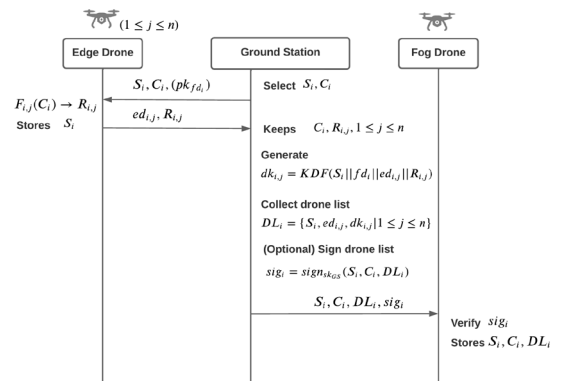 (1 ≤ j ≤ n)
Edge Drone
Ground Station
Fog Drone
S_i, C_i, (pk_{fd_i})
Select S_i, C_i
F_{i,j}(C_i) → R_{i,j}
Stores S_i
ed_{i,j}, R_{i,j}
Keeps C_i, R_{i,j}, 1 ≤ j ≤ n
Generate
dk_{i,j} = KDF(S_i||fd_i||ed_{i,j}||R_{i,j})
Collect drone list
DL_i = {S_i, ed_{i,j}, dk_{i,j}|1 ≤ j ≤ n}
(Optional) Sign drone list
sig_i = sign_{sk_{GS}}(S_i, C_i, DL_i)
S_i, C_i, DL_i, sig_i
Verify sig_i
Stores S_i, C_i, DL_i